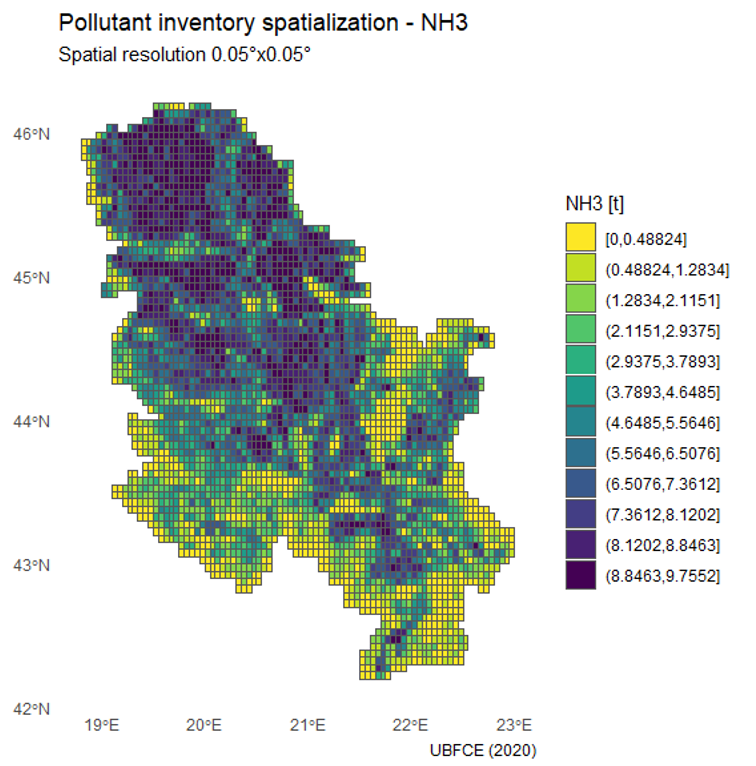 Pollutant inventory spatialization - NH3
Spatial resolution 0.05°x0.05°
46°N
45°N
44°N
43°N
42°N
19°E 20°E 21°E 22°E 23°E
UBFCE (2020)
NH3 [t]
[0,0.48824]
(0.48824,1.2834]
(1.2834,2.1151]
(2.1151,2.9375]
(2.9375,3.7893]
(3.7893,4.6485]
(4.6485,5.5646]
(5.5646,6.5076]
(6.5076,7.3612]
(7.3612,8.1202]
(8.1202,8.8463]
(8.8463,9.7552]